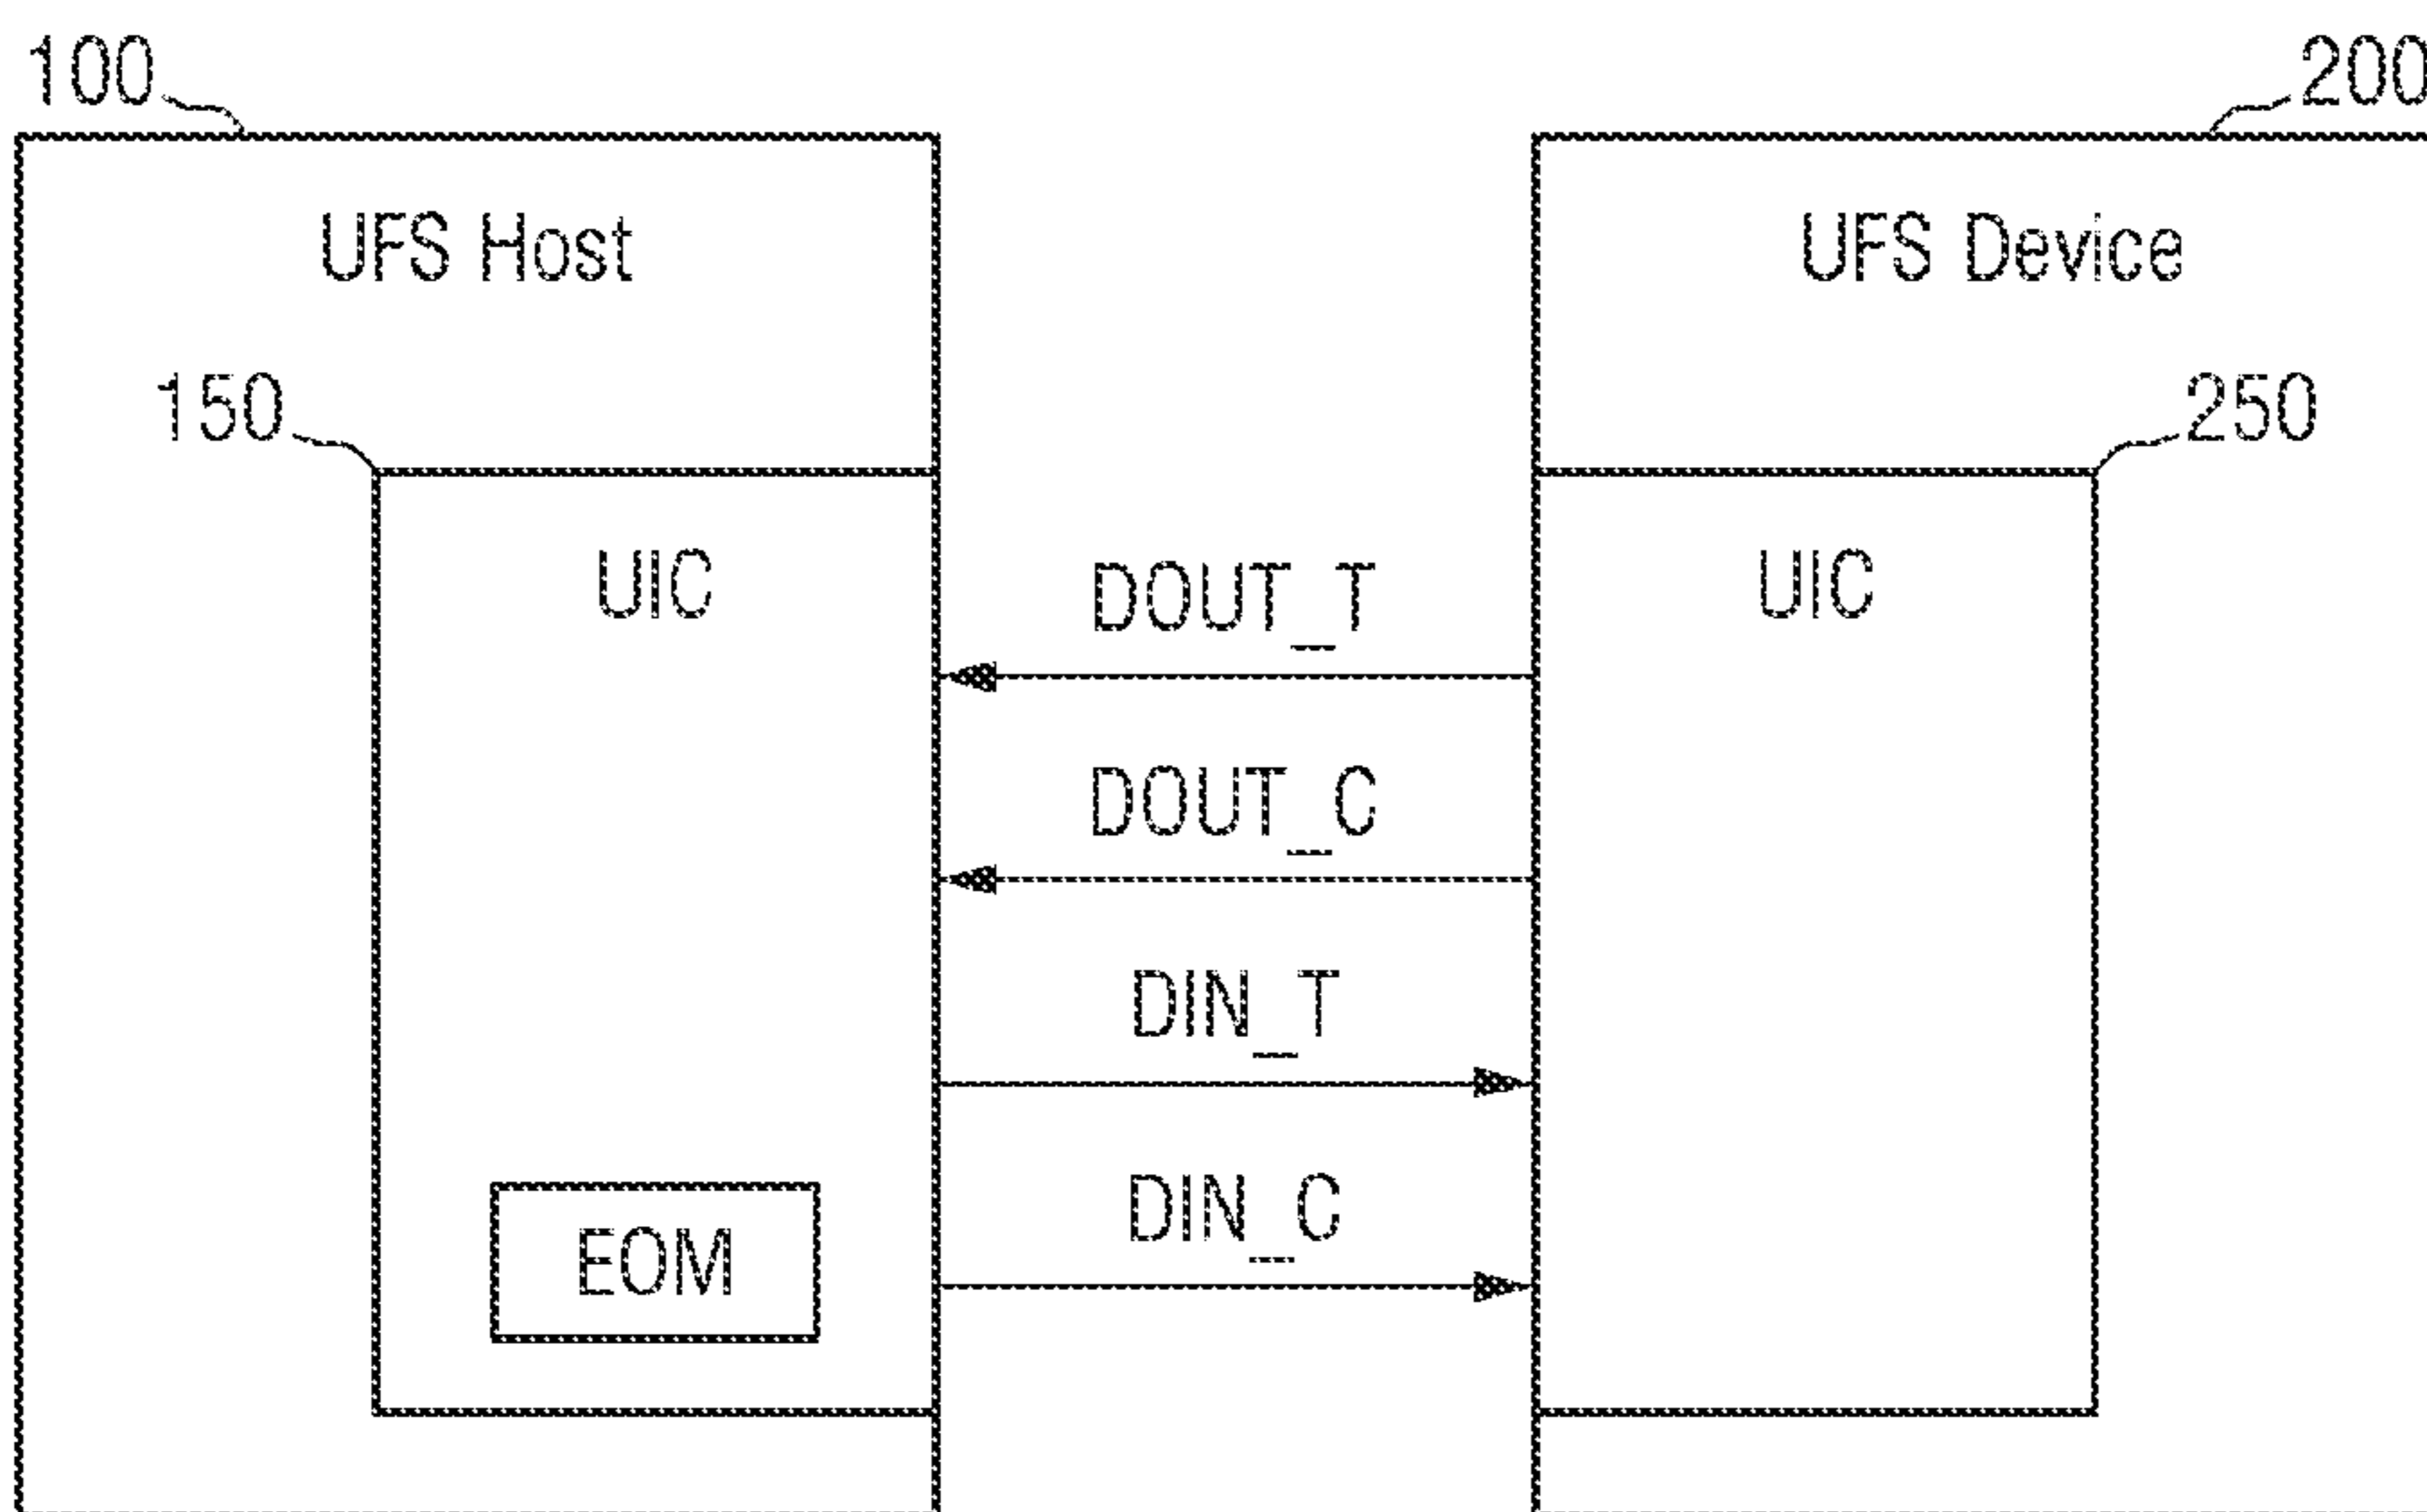 100
200
UFS Host
UFS Device
150
250
UIC
UIC
DOUT_T
DOUT_C
DIN_T
DIN_C
EOM